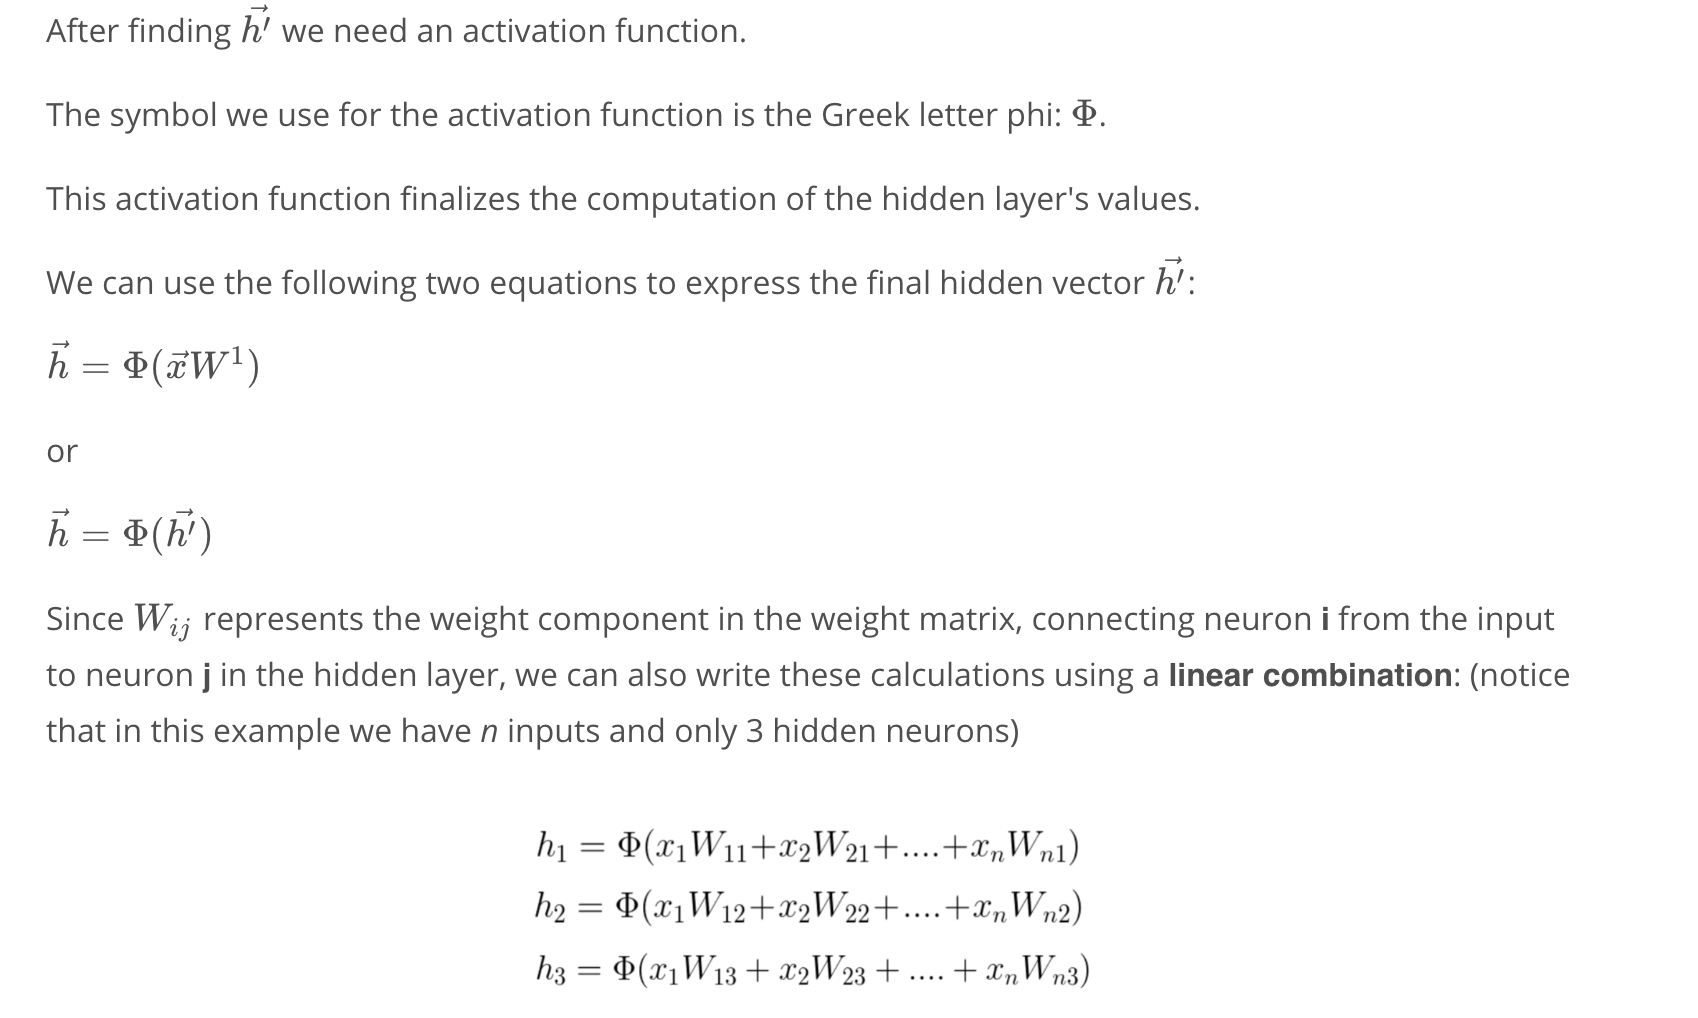 After finding $\vec{h'}$ we need an activation function.
The symbol we use for the activation function is the Greek letter phi: $\Phi$.
This activation function finalizes the computation of the hidden layer's values.
We can use the following two equations to express the final hidden vector $\vec{h'}$:
$\vec{h} = \Phi(\vec{x}W^1)$
or
$\vec{h} = \Phi(\vec{h'})$
Since $W_{ij}$ represents the weight component in the weight matrix, connecting neuron i from the input
to neuron j in the hidden layer, we can also write these calculations using a linear combination: (notice
that in this example we have n inputs and only 3 hidden neurons)
$h_1 = \Phi(x_1W_{11}+x_2W_{21}+....+x_nW_{n1})$
$h_2 = \Phi(x_1W_{12}+x_2W_{22}+....+x_nW_{n2})$
$h_3 = \Phi(x_1W_{13} + x_2W_{23} + .... + x_nW_{n3})$